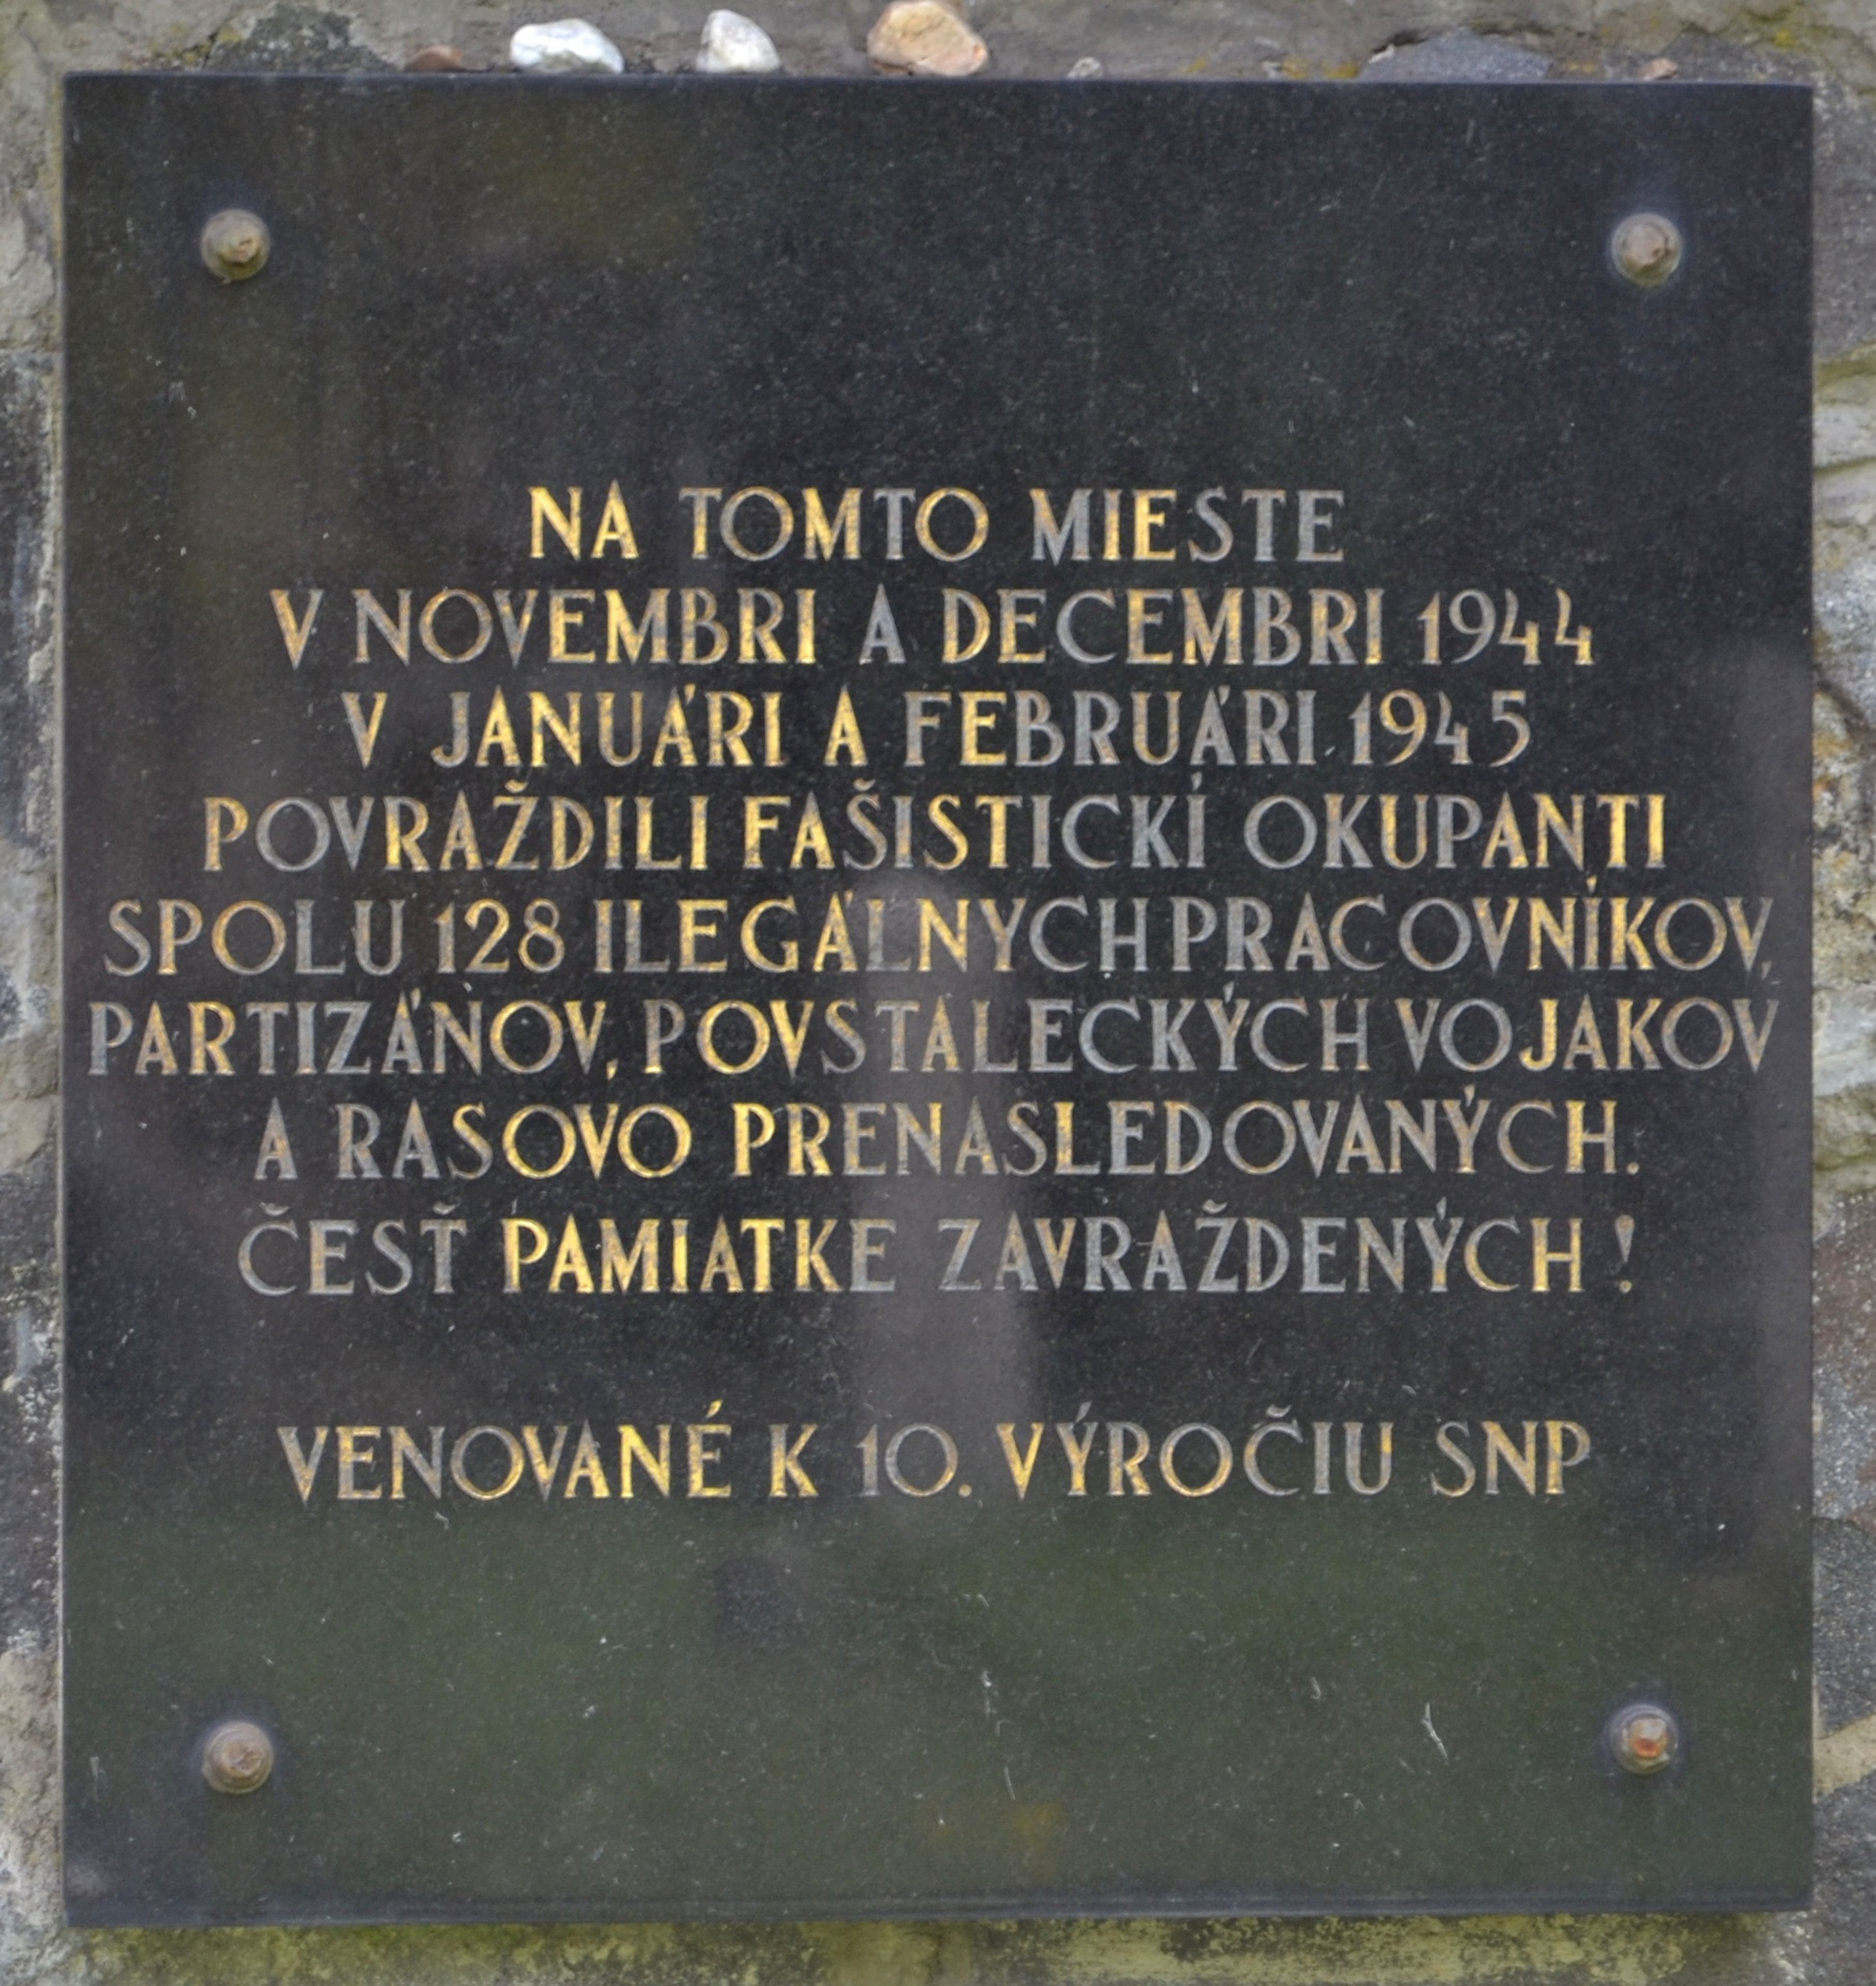 NA TOMTO MIESTE
V NOVEMBRI A DECEMBRI 1944
V JANUÁRI A FEBRUÁRI 1945
POVRAŽDILI FAŠISTICKÍ OKUPANTI
SPOLU 128 ILEGÁLNYCH PRACOVNÍKOV,
PARTIZÁNOV, POVSTALECKÝCH VOJAKOV
A RASOVO PRENASLEDOVANÝCH.
ČESŤ PAMIATKE ZAVRAŽDENÝCH!
VENOVANÉ K 10. VÝROČIU SNP